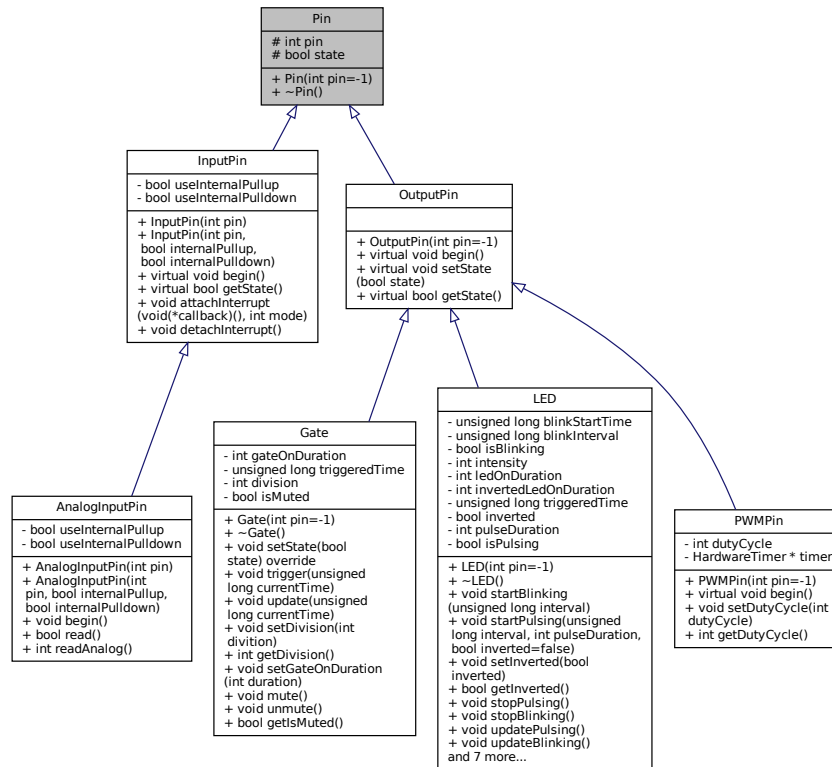 Pin
# int pin
# bool state
+ Pin(int pin=-1)
+ ~Pin()
InputPin
- bool useInternalPullup
- bool useInternalPulldown
+ InputPin(int pin)
+ InputPin(int pin,
bool internalPullup,
bool internalPulldown)
+ virtual void begin()
+ virtual bool getState()
+ void attachInterrupt
(void(*callback)(), int mode)
+ void detachInterrupt()
OutputPin
+ OutputPin(int pin=-1)
+ virtual void begin()
+ virtual void setState
(bool state)
+ virtual bool getState()
AnalogInputPin
- bool useInternalPullup
- bool useInternalPulldown
+ AnalogInputPin(int pin)
+ AnalogInputPin(int
pin, bool internalPullup,
bool internalPulldown)
+ void begin()
+ bool read()
+ int readAnalog()
Gate
- int gateOnDuration
- unsigned long triggeredTime
- int division
- bool isMuted
+ Gate(int pin=-1)
+ ~Gate()
+ void setState(bool
state) override
+ void trigger(unsigned
long currentTime)
+ void update(unsigned
long currentTime)
+ void setDivision(int
divition)
+ int getDivision()
+ void setGateOnDuration
(int duration)
+ void mute()
+ void unmute()
+ bool getIsMuted()
LED
- unsigned long blinkStartTime
- unsigned long blinkInterval
- bool isBlinking
- int intensity
- int ledOnDuration
- int invertedLedOnDuration
- unsigned long triggeredTime
- bool inverted
- int pulseDuration
- bool isPulsing
+ LED(int pin=-1)
+ ~LED()
+ void startBlinking
(unsigned long interval)
+ void startPulsing(unsigned
long interval, int pulseDuration,
bool inverted=false)
+ void setInverted(bool
inverted)
+ bool getInverted()
+ void stopPulsing()
+ void stopBlinking()
+ void updatePulsing()
+ void updateBlinking()
and 7 more...
PWMPin
- int dutyCycle
- HardwareTimer * timer
+ PWMPin(int pin=-1)
+ virtual void begin()
+ void setDutyCycle(int
dutyCycle)
+ int getDutyCycle()